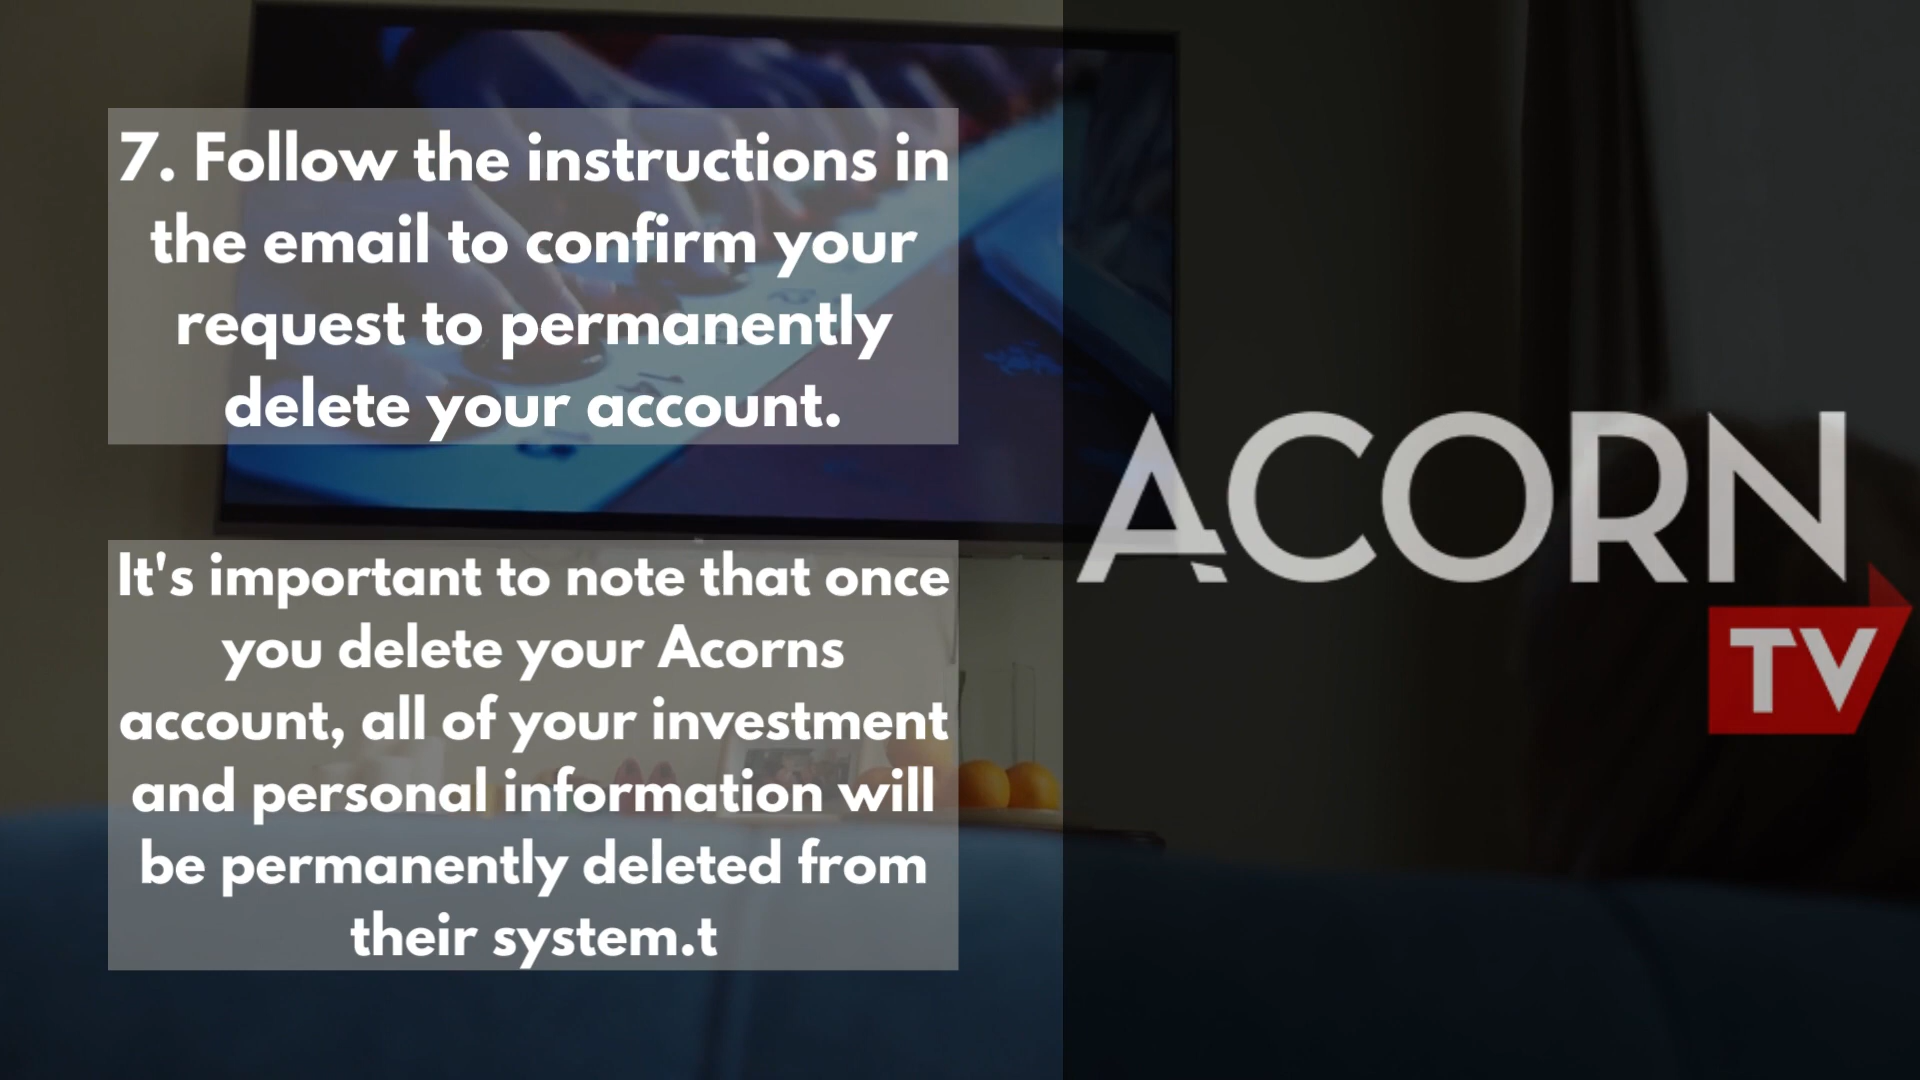 7. Follow the instructions in
the email to confirm your
request to permanently
delete your account.
It's important to note that once
you delete your Acorns
account, all of your investment
and personal information will
be permanently deleted from
their system.t
ACORN
TV